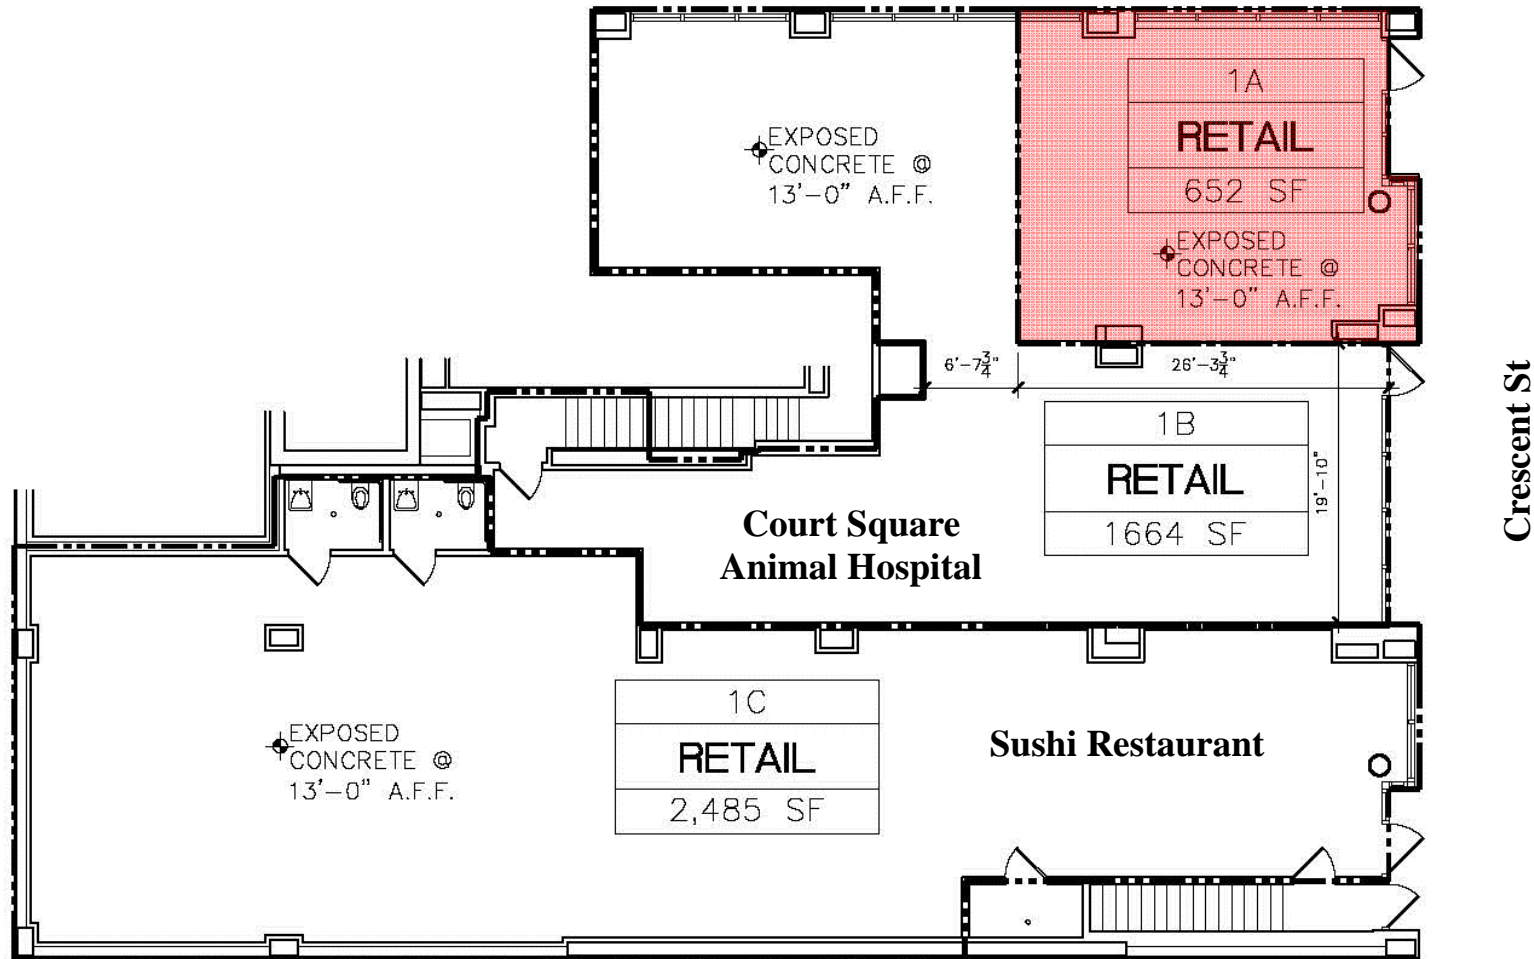 EXPOSED
CONCRETE @
13'-0" A.F.F.
1A
RETAIL
652 SF
EXPOSED
CONCRETE @
13'-0" A.F.F.
6'-7¾"
26'-3¾"
19'-10"
1B
RETAIL
1664 SF
Court Square
Animal Hospital
Crescent St
1C
RETAIL
2,485 SF
Sushi Restaurant
EXPOSED
CONCRETE @
13'-0" A.F.F.